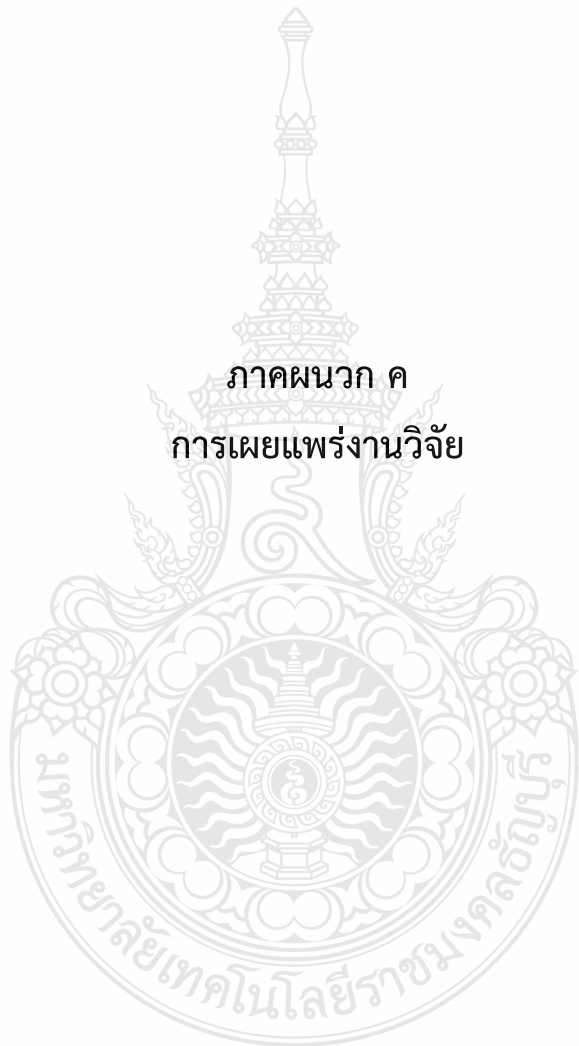 ภาคผนวก ค
การเผยแพร่งานวิจัย
มหาวิทยาลัยเทคโนโลยีราชมงคลธัญบุรี